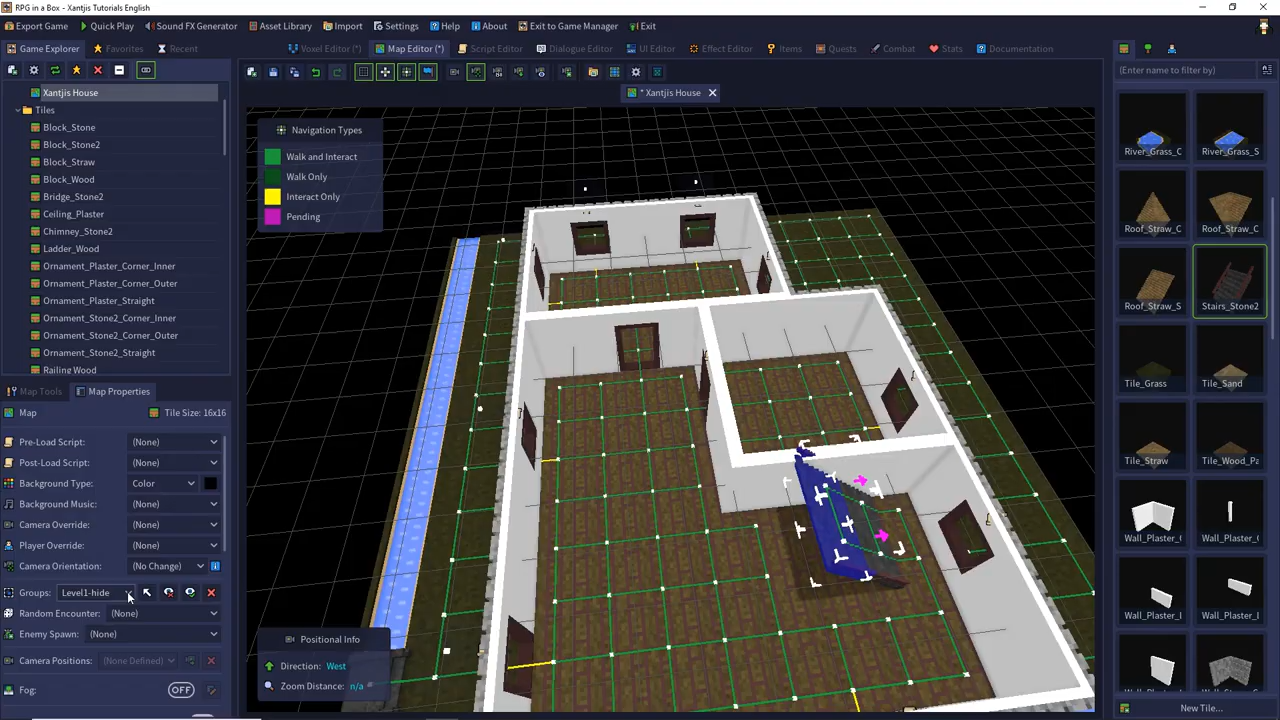 RPG in a Box - Xantjis Tutorials English
Export Game
Quick Play
Sound FX Generator
Asset Library
Import
Settings
Help
About
Exit to Game Manager
Exit
Game Explorer
Favorites
Recent
Voxel Editor (*)
Map Editor (*)
Script Editor
Dialogue Editor
UI Editor
Effect Editor
Items
Quests
Combat
Stats
Documentation
(Enter name to filter by)
* Xantjis House
Xantjis House
Tiles
Block_Stone
Block_Stone2
Block_Straw
Block_Wood
Bridge_Stone2
Ceiling_Plaster
Chimney_Stone2
Ladder_Wood
Ornament_Plaster_Corner_Inner
Ornament_Plaster_Corner_Outer
Ornament_Plaster_Straight
Ornament_Stone2_Corner_Inner
Ornament_Stone2_Corner_Outer
Ornament_Stone2_Straight
Railing Wood
Map Tools
Map Properties
Map
Tile Size: 16x16
Pre-Load Script:
(None)
Post-Load Script:
(None)
Background Type:
Color
Background Music:
(None)
Camera Override:
(None)
Player Override:
(None)
Camera Orientation:
(No Change)
Groups:
Level1-hide
Random Encounter:
(None)
Enemy Spawn:
(None)
Camera Positions:
(None Defined)
Fog:
OFF
Navigation Types
Walk and Interact
Walk Only
Interact Only
Pending
Positional Info
Direction: West
Zoom Distance: n/a
River_Grass_C
River_Grass_S
Roof_Straw_C
Roof_Straw_C
Roof_Straw_S
Stairs_Stone2
Tile_Grass
Tile_Sand
Tile_Straw
Tile_Wood_Pa
Wall_Plaster_(
Wall_Plaster_(
Wall_Plaster_I
Wall_Plaster_I
New Tile...